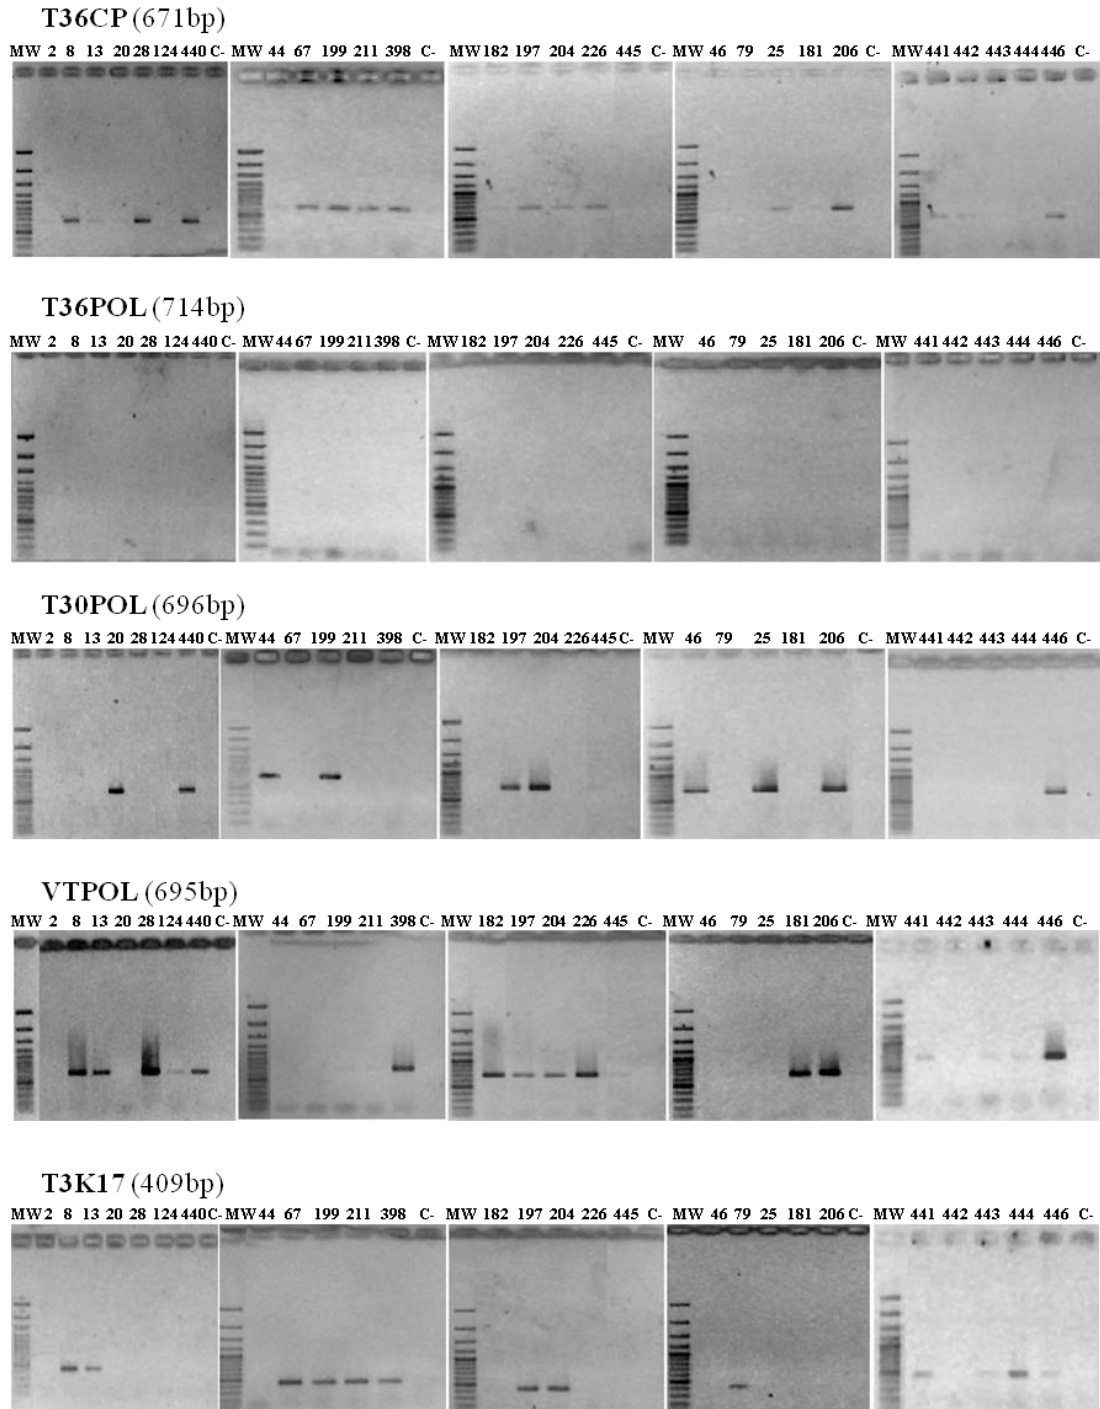 T36CP (671bp)
MW 2 8 13 20 28 124 440 C- MW 44 67 199 211 398 C- MW 182 197 204 226 445 C- MW 46 79 25 181 206 C- MW 441 442 443 444 446 C-
T36POL (714bp)
MW 2 8 13 20 28 124 440 C- MW 44 67 199 211 398 C- MW 182 197 204 226 445 C- MW 46 79 25 181 206 C- MW 441 442 443 444 446 C-
T30POL (696bp)
MW 2 8 13 20 28 124 440 C- MW 44 67 199 211 398 C- MW 182 197 204 226 445 C- MW 46 79 25 181 206 C- MW 441 442 443 444 446 C-
VTPOL (695bp)
MW 2 8 13 20 28 124 440 C- MW 44 67 199 211 398 C- MW 182 197 204 226 445 C- MW 46 79 25 181 206 C- MW 441 442 443 444 446 C-
T3K17 (409bp)
MW 2 8 13 20 28 124 440 C- MW 44 67 199 211 398 C- MW 182 197 204 226 445 C- MW 46 79 25 181 206 C- MW 441 442 443 444 446 C-